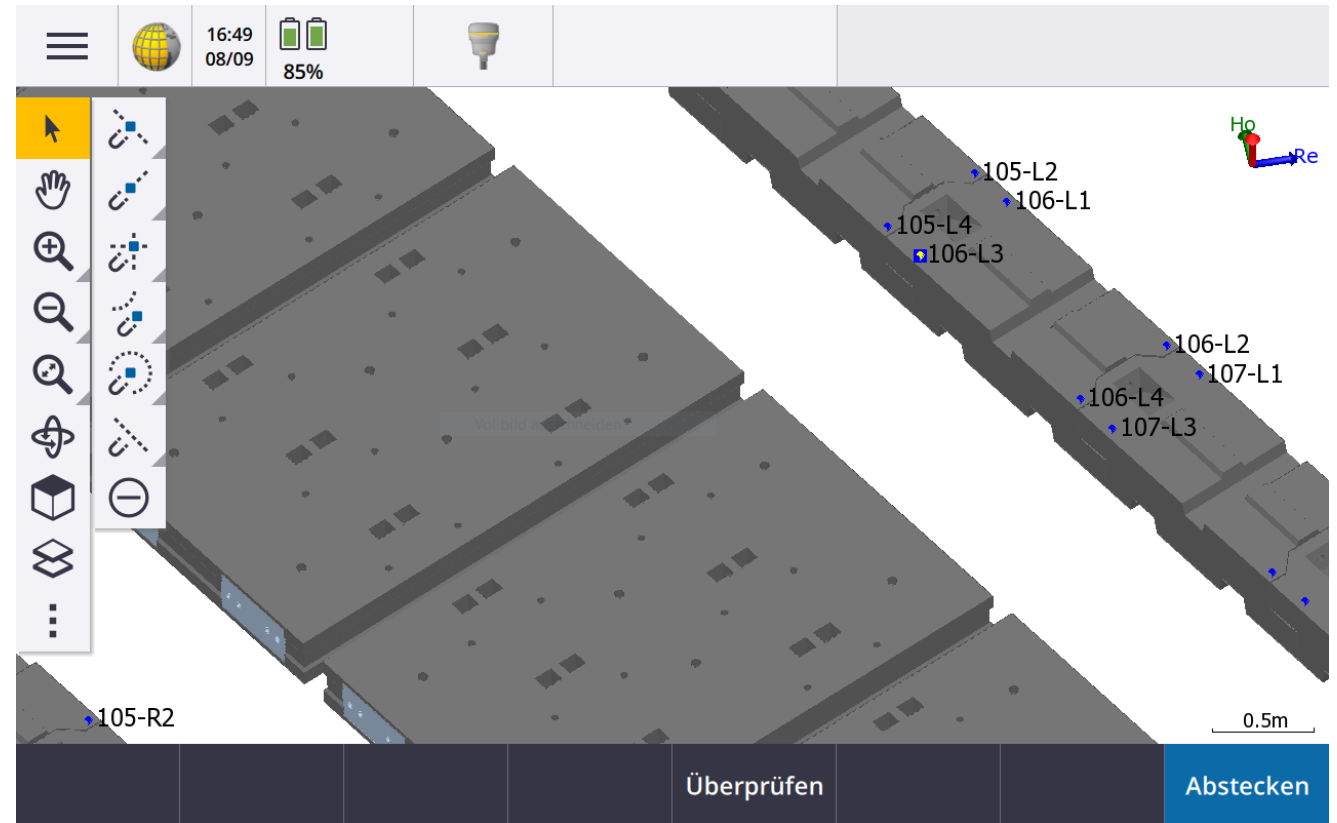 16:49
08/09
85%
Ho
Re
105-L2
106-L1
105-L4
106-L3
106-L2
107-L1
106-L4
107-L3
105-R2
0.5m
Überprüfen
Abstecken